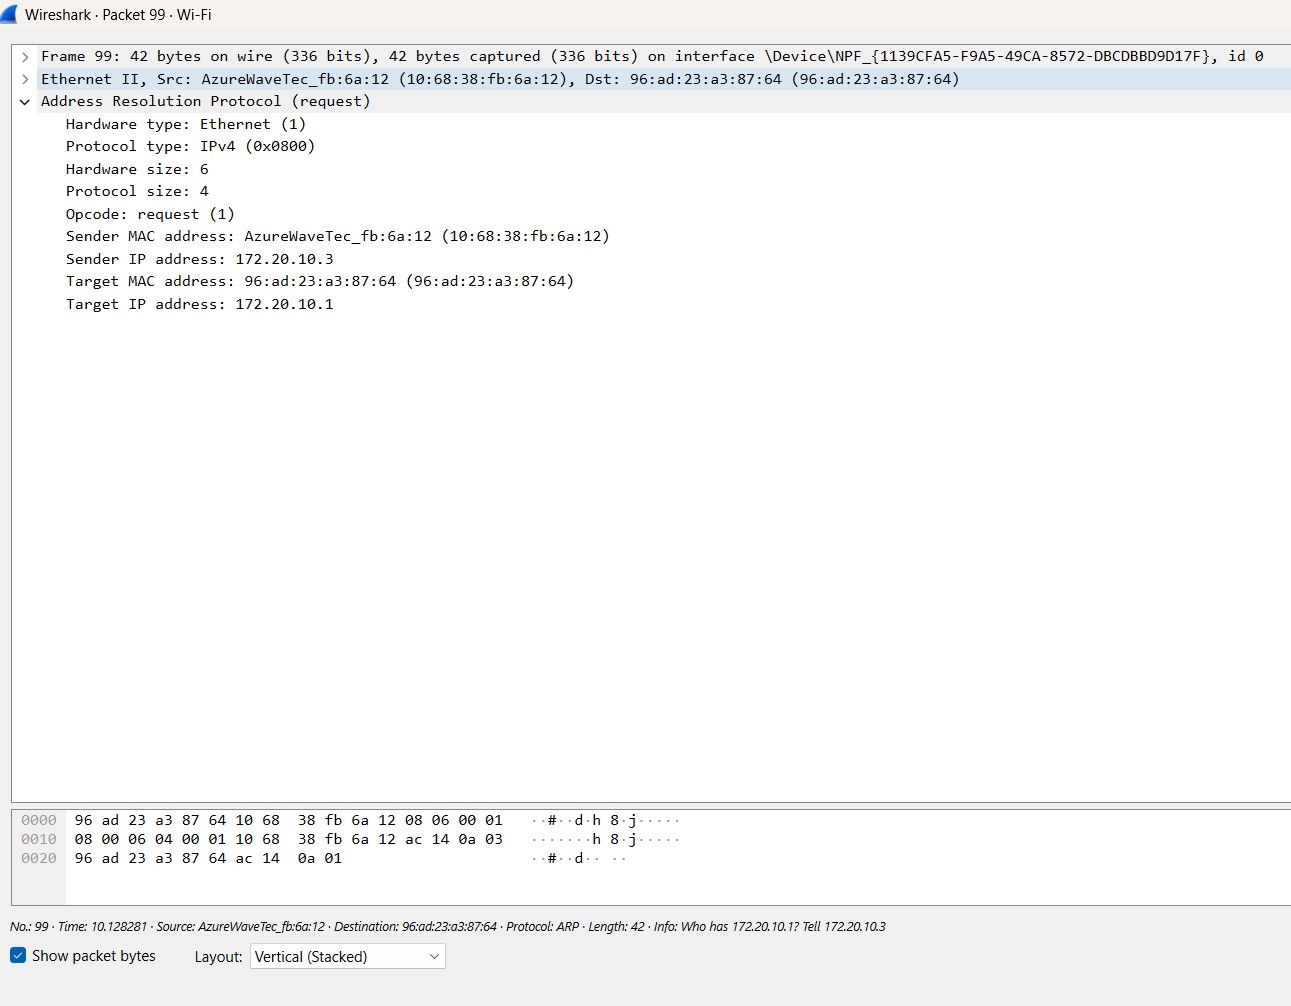 Wireshark · Packet 99 · Wi-Fi
Frame 99: 42 bytes on wire (336 bits), 42 bytes captured (336 bits) on interface \Device\NPF_{1139CFA5-F9A5-49CA-8572-DBCDBBD9D17F}, id 0
Ethernet II, Src: AzureWaveTec_fb:6a:12 (10:68:38:fb:6a:12), Dst: 96:ad:23:a3:87:64 (96:ad:23:a3:87:64)
Address Resolution Protocol (request)
Hardware type: Ethernet (1)
Protocol type: IPv4 (0x0800)
Hardware size: 6
Protocol size: 4
Opcode: request (1)
Sender MAC address: AzureWaveTec_fb:6a:12 (10:68:38:fb:6a:12)
Sender IP address: 172.20.10.3
Target MAC address: 96:ad:23:a3:87:64 (96:ad:23:a3:87:64)
Target IP address: 172.20.10.1
0000 96 ad 23 a3 87 64 10 68 38 fb 6a 12 08 06 00 01 ··#··d·h 8·j·····
0010 08 00 06 04 00 01 10 68 38 fb 6a 12 ac 14 0a 03 ·······h 8·j·····
0020 96 ad 23 a3 87 64 ac 14 0a 01 ··#··d·· ··
No.: 99 · Time: 10.128281 · Source: AzureWaveTec_fb:6a:12 · Destination: 96:ad:23:a3:87:64 · Protocol: ARP · Length: 42 · Info: Who has 172.20.10.1? Tell 172.20.10.3
Show packet bytes Layout: Vertical (Stacked)